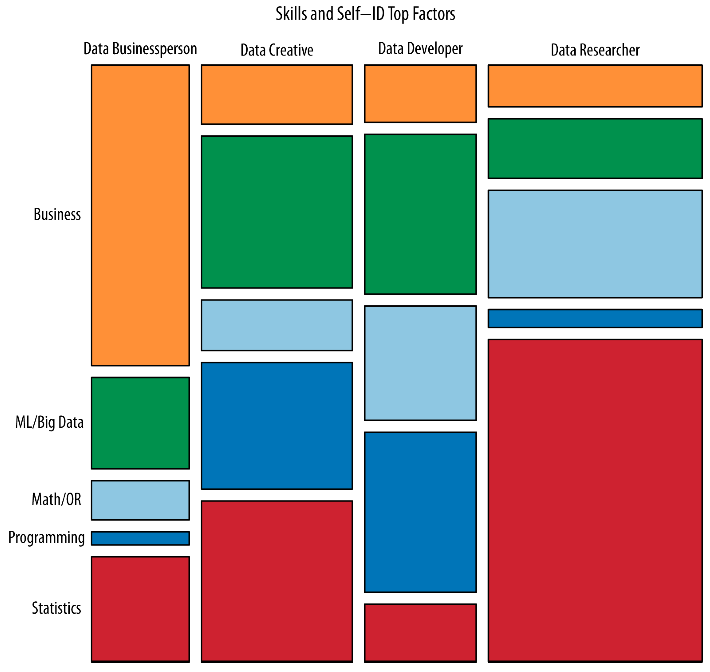 Skills and Self–ID Top Factors
Data Businessperson
Data Creative
Data Developer
Data Researcher
Business
ML/Big Data
Math/OR
Programming
Statistics